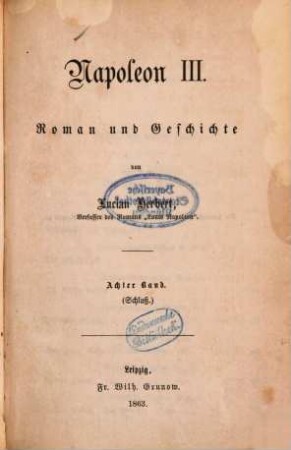 Napoleon III.
Roman und Geschichte
von
Lucian Herbert,
Verfasser des Romans „Louis Napoleon“.
Achter Band.
(Schluß.)
Leipzig,
Fr. Wilh. Grunow.
1863.